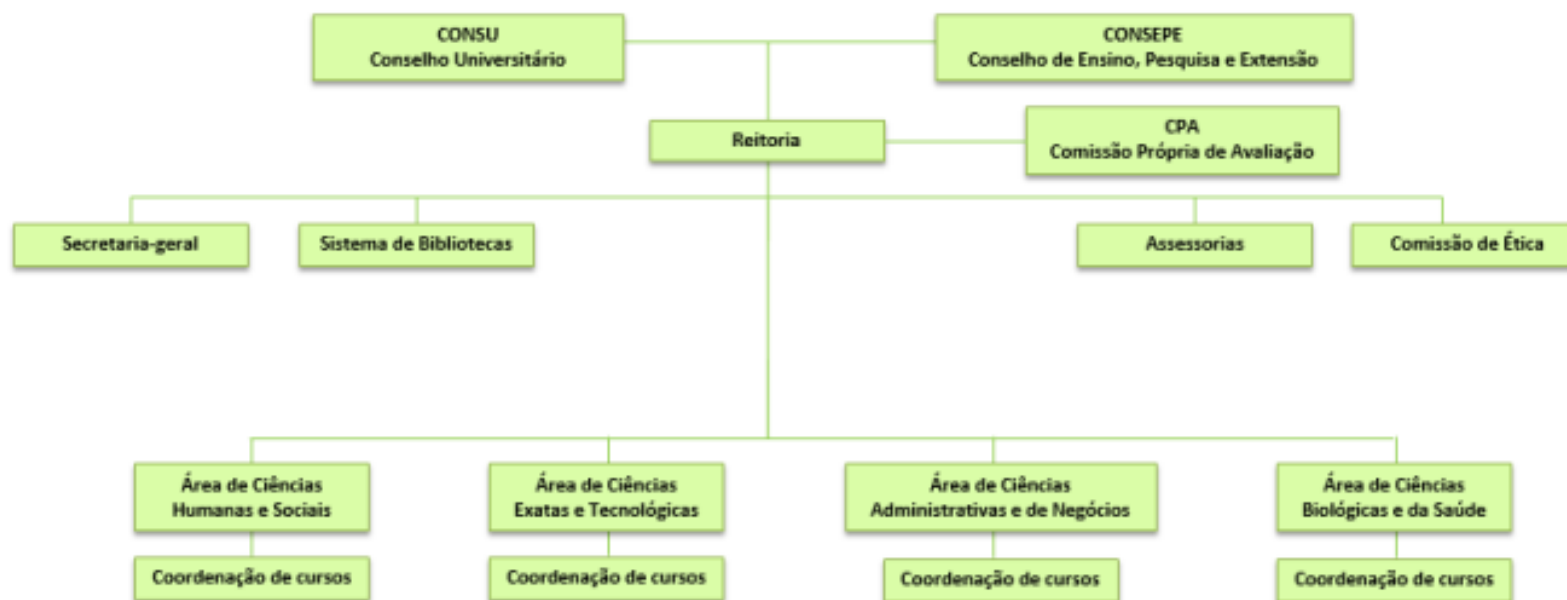 CONSU
Conselho Universitário
CONSEPE
Conselho de Ensino, Pesquisa e Extensão
Reitoria
CPA
Comissão Própria de Avaliação
Secretaria-geral
Sistema de Bibliotecas
Assessorias
Comissão de Ética
Área de Ciências
Humanas e Sociais
Área de Ciências
Exatas e Tecnológicas
Área de Ciências
Administrativas e de Negócios
Área de Ciências
Biológicas e da Saúde
Coordenação de cursos
Coordenação de cursos
Coordenação de cursos
Coordenação de cursos